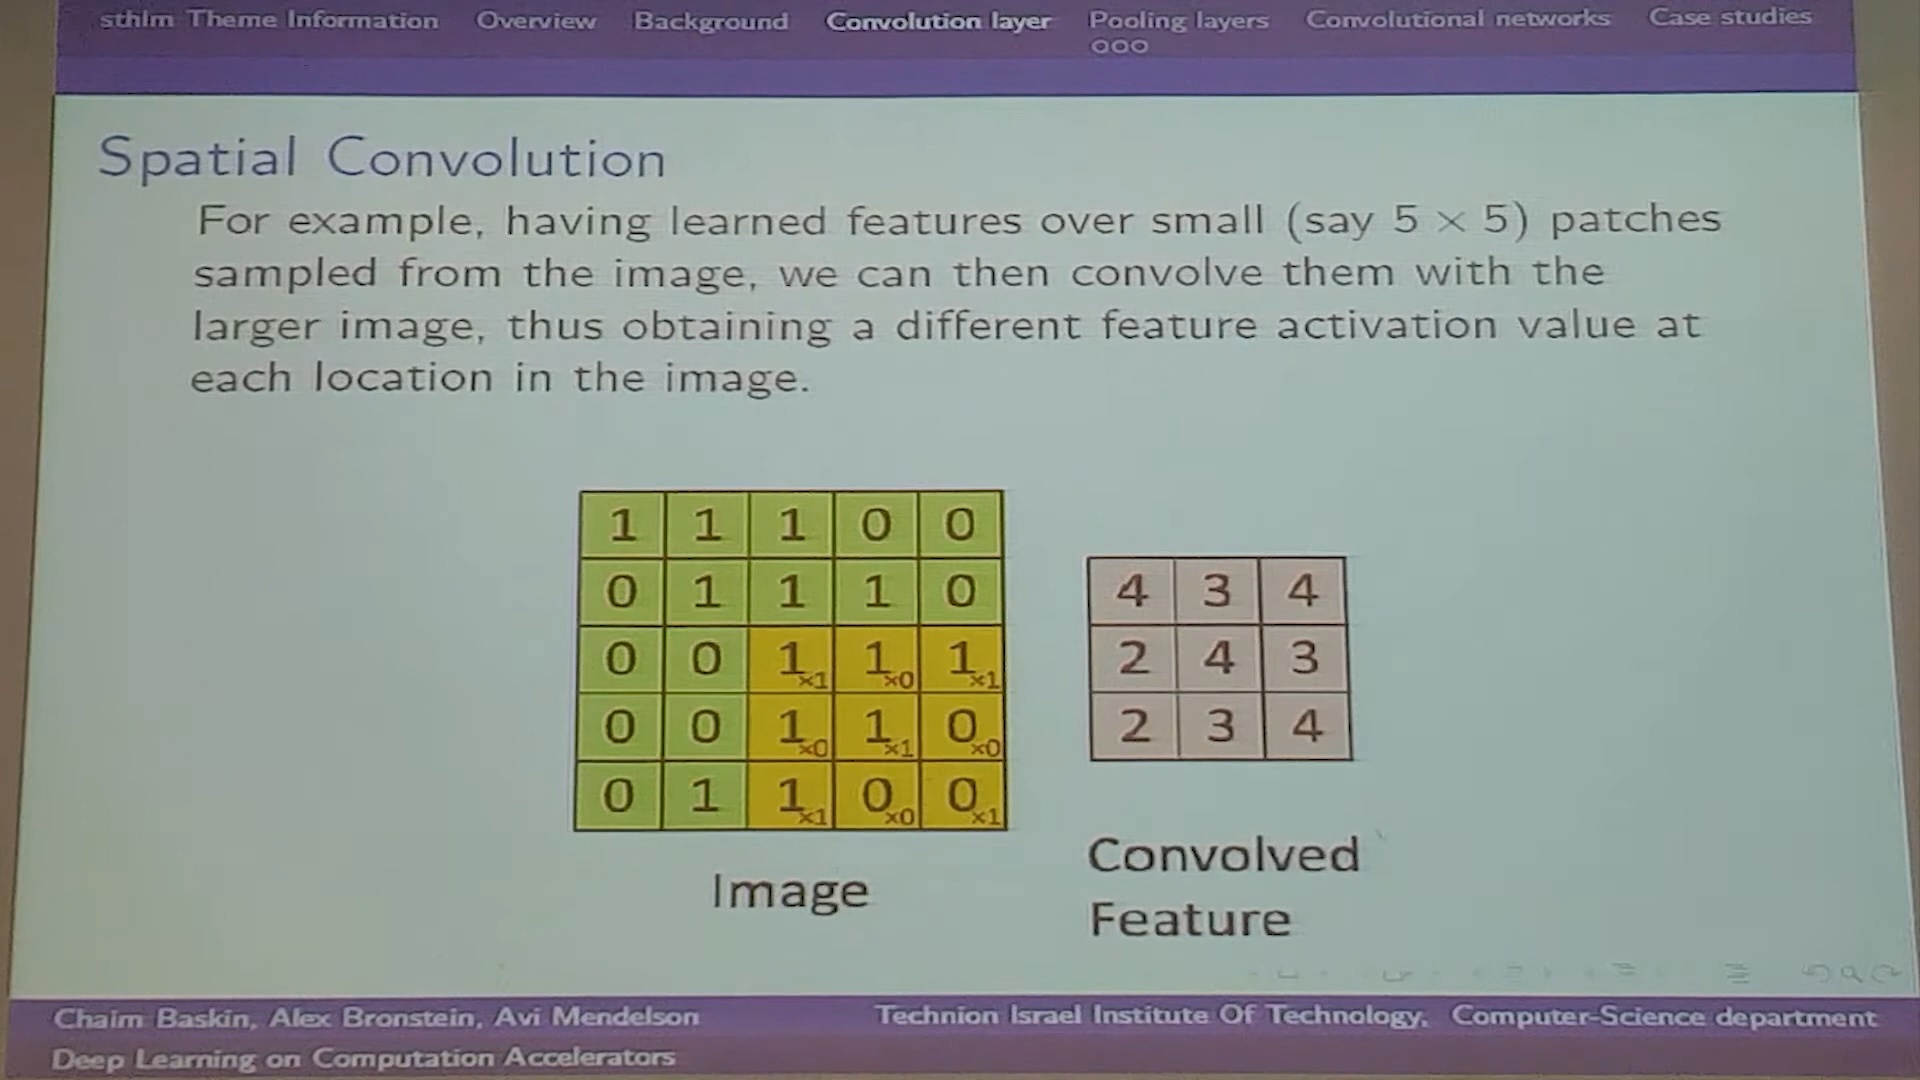 sthlm Theme Information Overview Background Convolution layer Pooling layers Convolutional networks Case studies
Spatial Convolution
For example, having learned features over small (say 5 × 5) patches
sampled from the image, we can then convolve them with the
larger image, thus obtaining a different feature activation value at
each location in the image.
1 1 1 0 0
0 1 1 1 0
0 0 1×1 1×0 1×1
0 0 1×0 1×1 0×0
0 1 1×1 0×0 0×1
Image
4 3 4
2 4 3
2 3 4
Convolved
Feature
Chaim Baskin, Alex Bronstein, Avi Mendelson Technion Israel Institute Of Technology, Computer-Science department
Deep Learning on Computation Accelerators